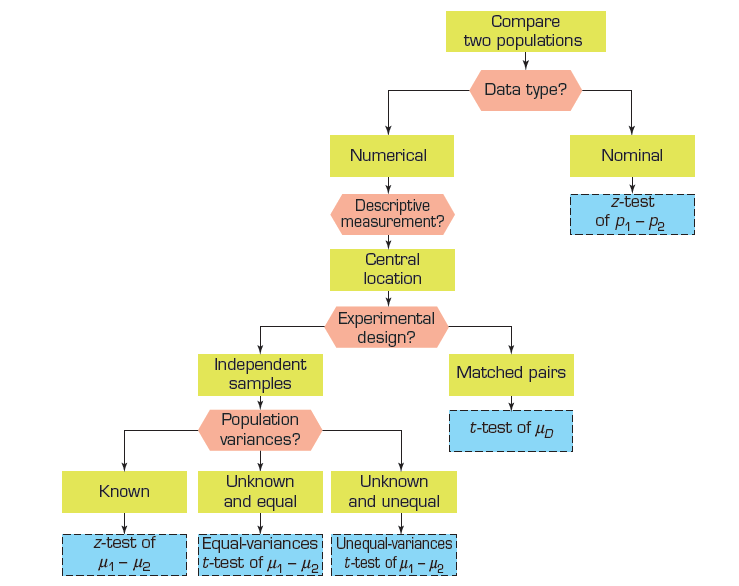 Compare
two populations
Data type?
Numerical
Nominal
Descriptive
measurement?
z-test
of p₁ – p₂
Central
location
Experimental
design?
Independent
samples
Matched pairs
Population
variances?
t-test of μ_D
Known
Unknown
and equal
Unknown
and unequal
z-test of
μ₁ – μ₂
Equal-variances
t-test of μ₁ – μ₂
Unequal-variances
t-test of μ₁ – μ₂